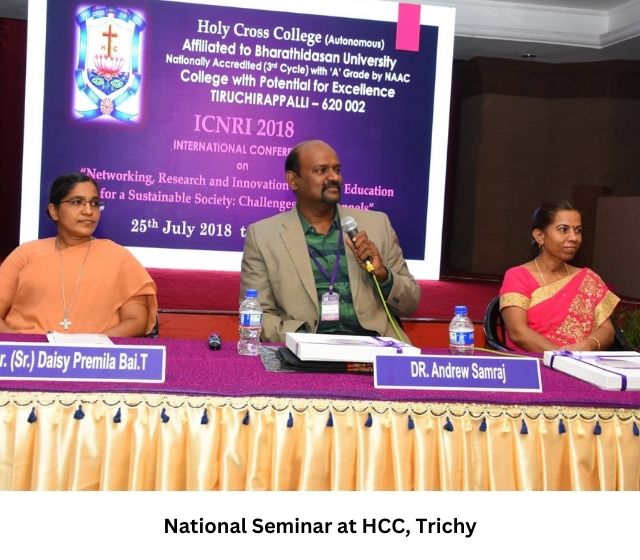 Holy Cross College (Autonomous)
Affiliated to Bharathidasan University
Nationally Accredited (3rd Cycle) with 'A' Grade by NAAC
College with Potential for Excellence
TIRUCHIRAPPALLI – 620 002
ICNRI 2018
INTERNATIONAL
on
"Networking, Research and Innovation Education
for a Sustainable Society: Challenges
25th July 2018
H C
r. (Sr.) Daisy Premila Bai.T
DR. Andrew Samraj
National Seminar at HCC, Trichy